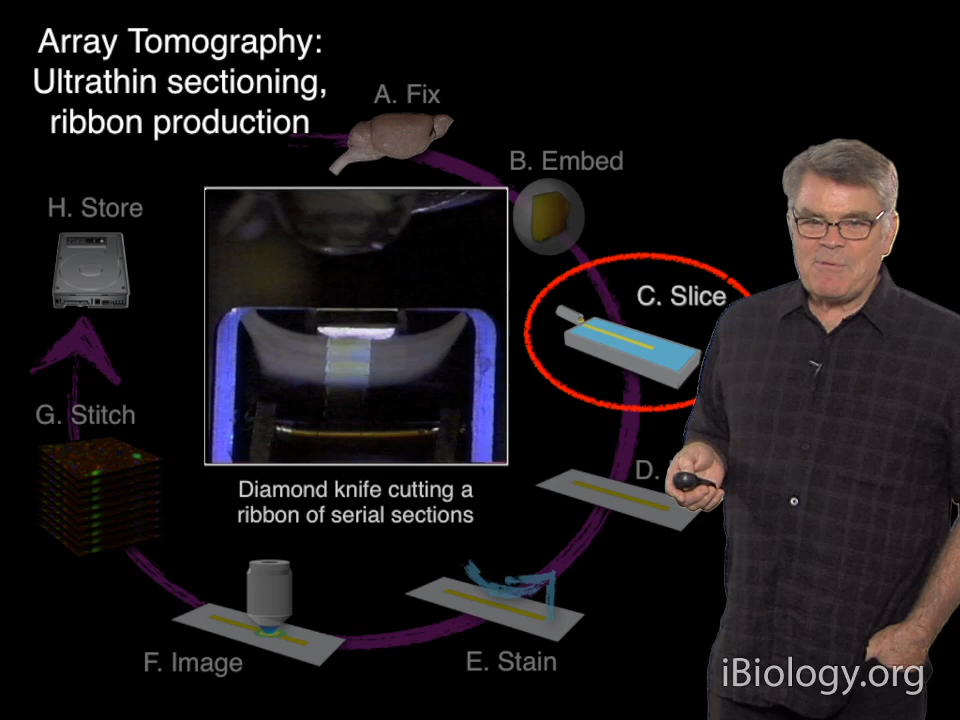 Array Tomography:
Ultrathin sectioning,
ribbon production
A. Fix
B. Embed
C. Slice
D.
E. Stain
F. Image
G. Stitch
H. Store
Diamond knife cutting a
ribbon of serial sections
iBiology.org